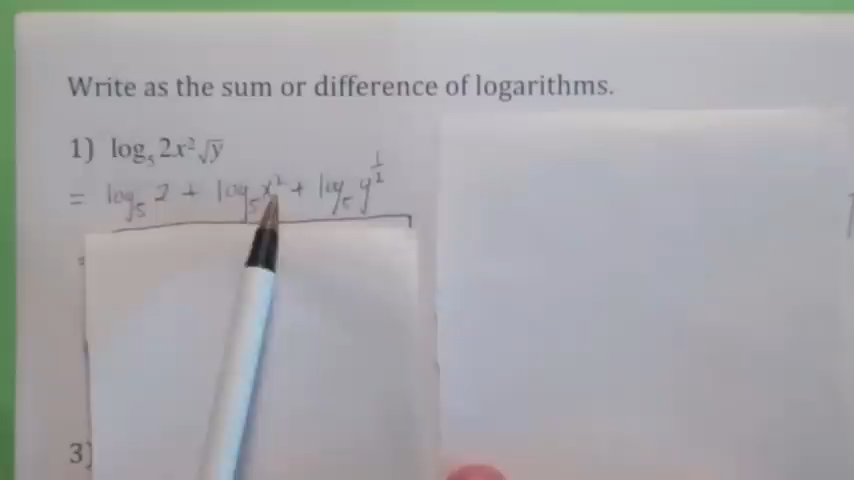 Write as the sum or difference of logarithms.
1) log₅ 2x²√y
= log₅ 2 + log₅ x² + log₅ y^(1/2)
=
3)